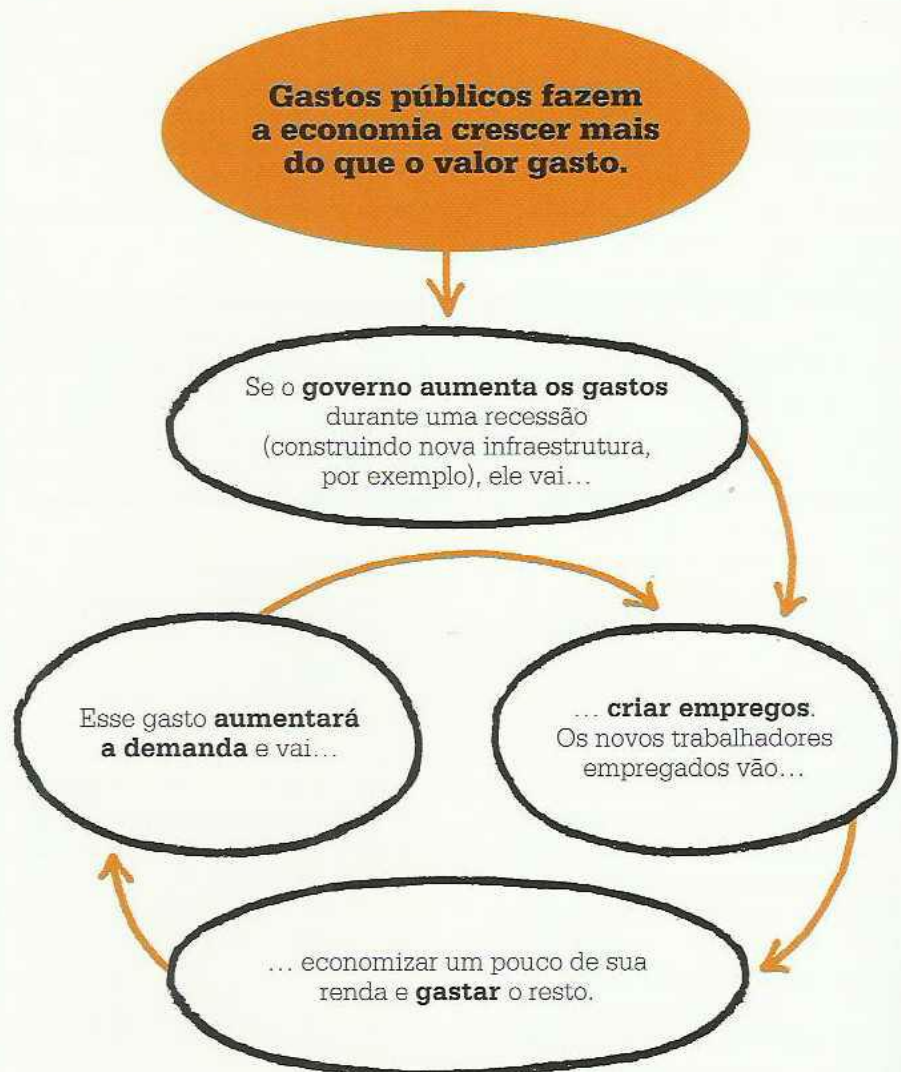 Gastos públicos fazem
a economia crescer mais
do que o valor gasto.
Se o governo aumenta os gastos
durante uma recessão
(construindo nova infraestrutura,
por exemplo), ele vai…
… criar empregos.
Os novos trabalhadores
empregados vão…
… economizar um pouco de sua
renda e gastar o resto.
Esse gasto aumentará
a demanda e vai…